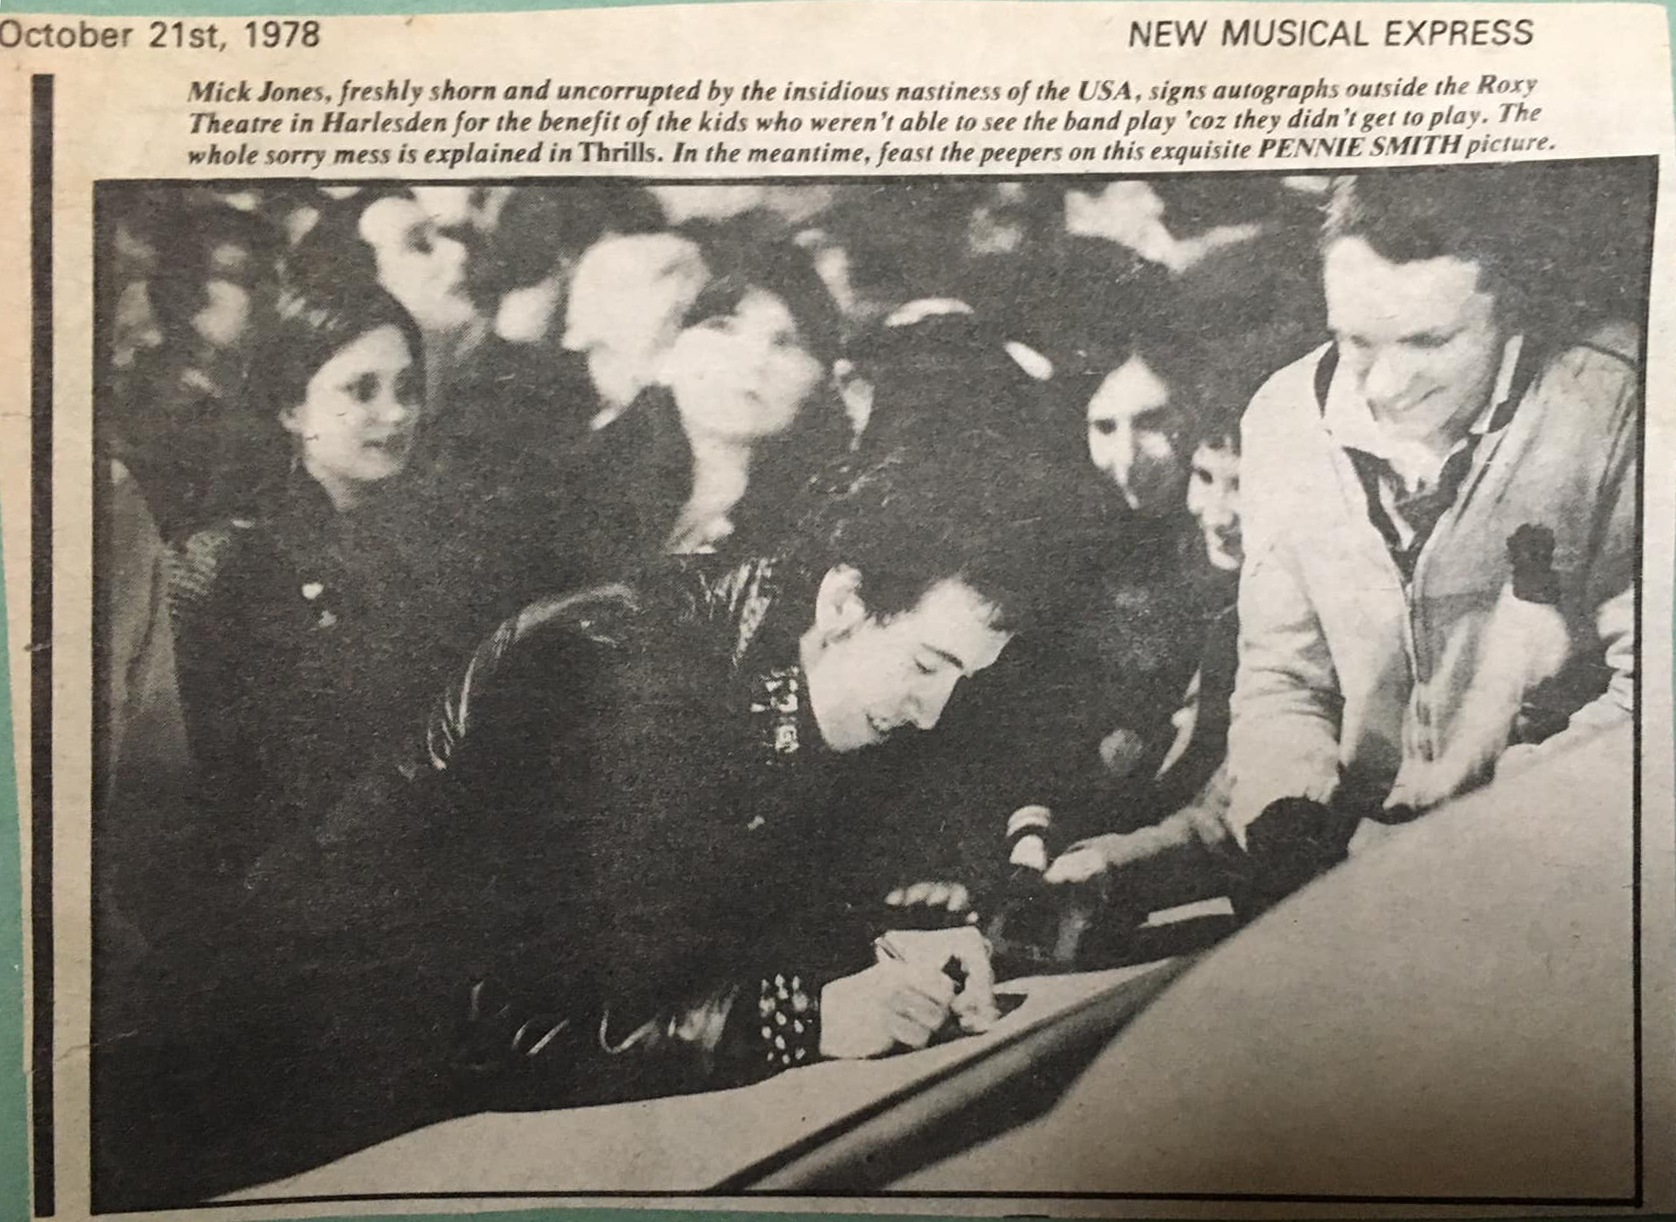 October 21st, 1978
NEW MUSICAL EXPRESS
Mick Jones, freshly shorn and uncorrupted by the insidious nastiness of the USA, signs autographs outside the Roxy
Theatre in Harlesden for the benefit of the kids who weren't able to see the band play 'coz they didn't get to play. The
whole sorry mess is explained in Thrills. In the meantime, feast the peepers on this exquisite PENNIE SMITH picture.